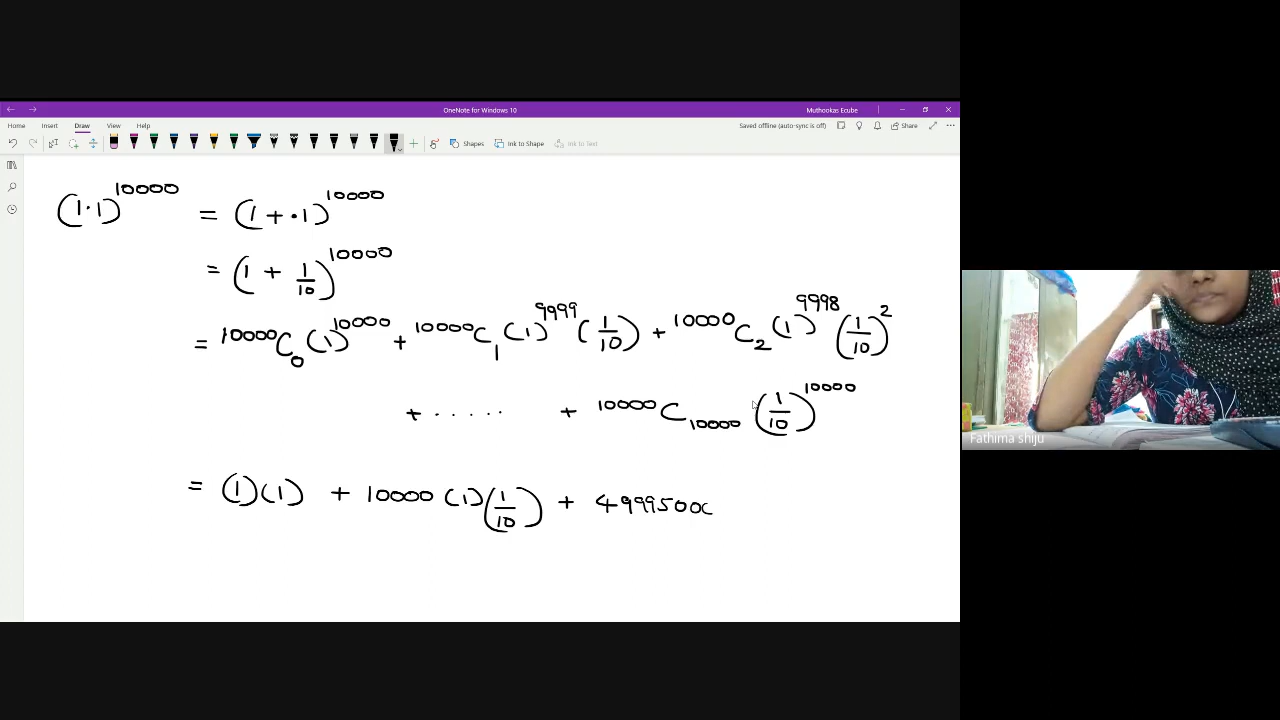 OneNote for Windows 10
Muthookas Ecube
Home Insert Draw View Help
Saved offline (auto-sync is off) Share
Shapes Ink to Shape Ink to Text
(1·1)^10000 = (1 + ·1)^10000
= (1 + 1/10)^10000
= 10000C0 (1)^10000 + 10000C1 (1)^9999 (1/10) + 10000C2 (1)^9998 (1/10)^2
+ ..... + 10000C10000 (1/10)^10000
= (1)(1) + 10000 (1)(1/10) + 4999500
Fathima shiju